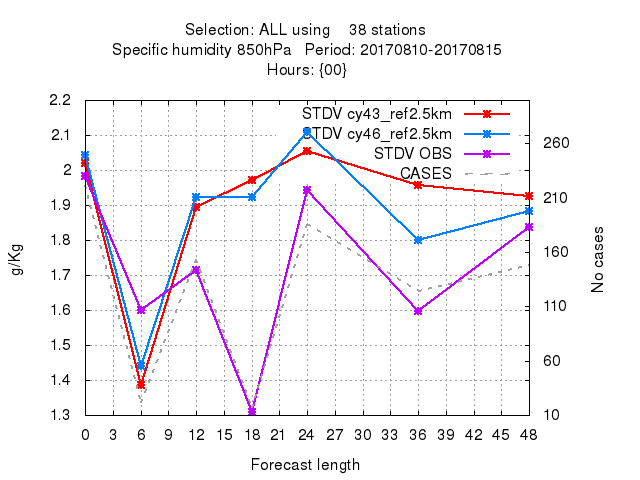 Selection: ALL using 38 stations
Specific humidity 850hPa Period: 20170810-20170815
Hours: {00}
STDV cy43_ref2.5km
STDV cy46_ref2.5km
STDV OBS
CASES
2.2
2.1
2
1.9
1.8
1.7
1.6
1.5
1.4
1.3
g/Kg
260
210
160
110
60
10
No cases
0 3 6 9 12 15 18 21 24 27 30 33 36 39 42 45 48
Forecast length